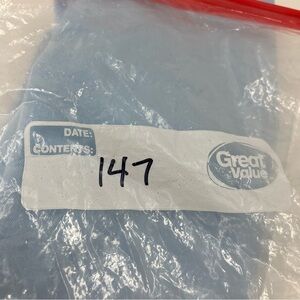 DATE:
CONTENTS:
147
Great
Value